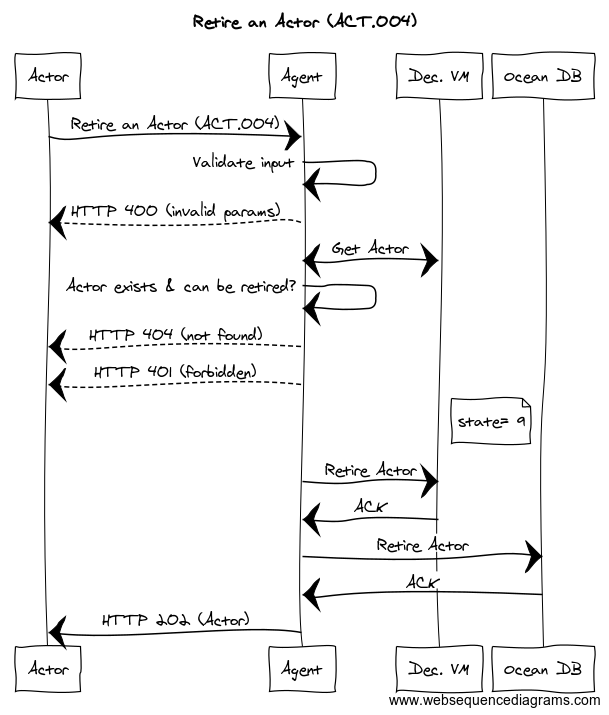 Retire an Actor (ACT.004)
Actor Agent Dec. VM Ocean DB
Retire an Actor (ACT.004)
Validate input
HTTP 400 (invalid params)
Get Actor
Actor exists & can be retired?
HTTP 404 (not found)
HTTP 401 (forbidden)
state= 9
Retire Actor
ACK
Retire Actor
ACK
HTTP 202 (Actor)
Actor Agent Dec. VM Ocean DB
www.websequencediagrams.com